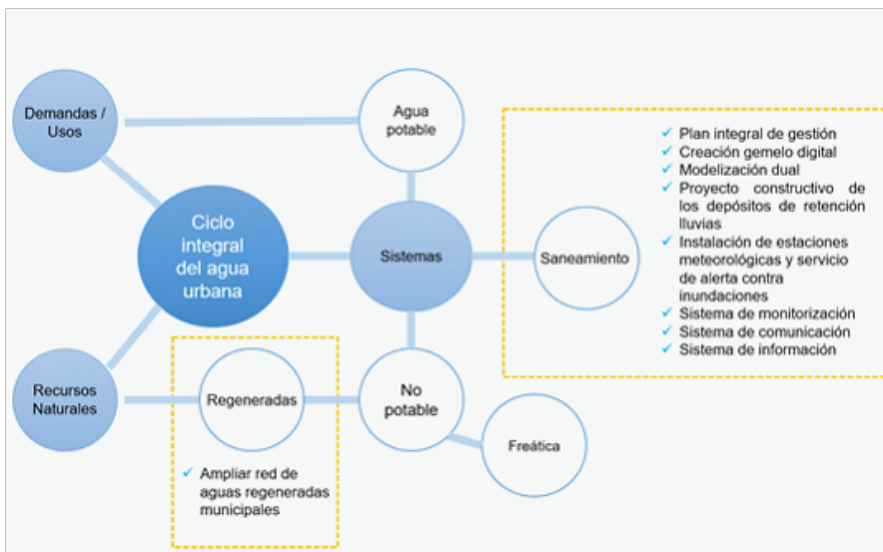 Demandas /
Usos
Agua
potable
Ciclo
integral
del agua
urbana
Sistemas
Saneamiento
Plan integral de gestión
Creación gemelo digital
Modelización dual
Proyecto constructivo de
los depósitos de retención
lluvias
Instalación de estaciones
meteorológicas y servicio
de alerta contra
inundaciones
Sistema de monitorización
Sistema de comunicación
Sistema de información
Recursos
Naturales
Regeneradas
No
potable
Freática
Ampliar red de
aguas regeneradas
municipales